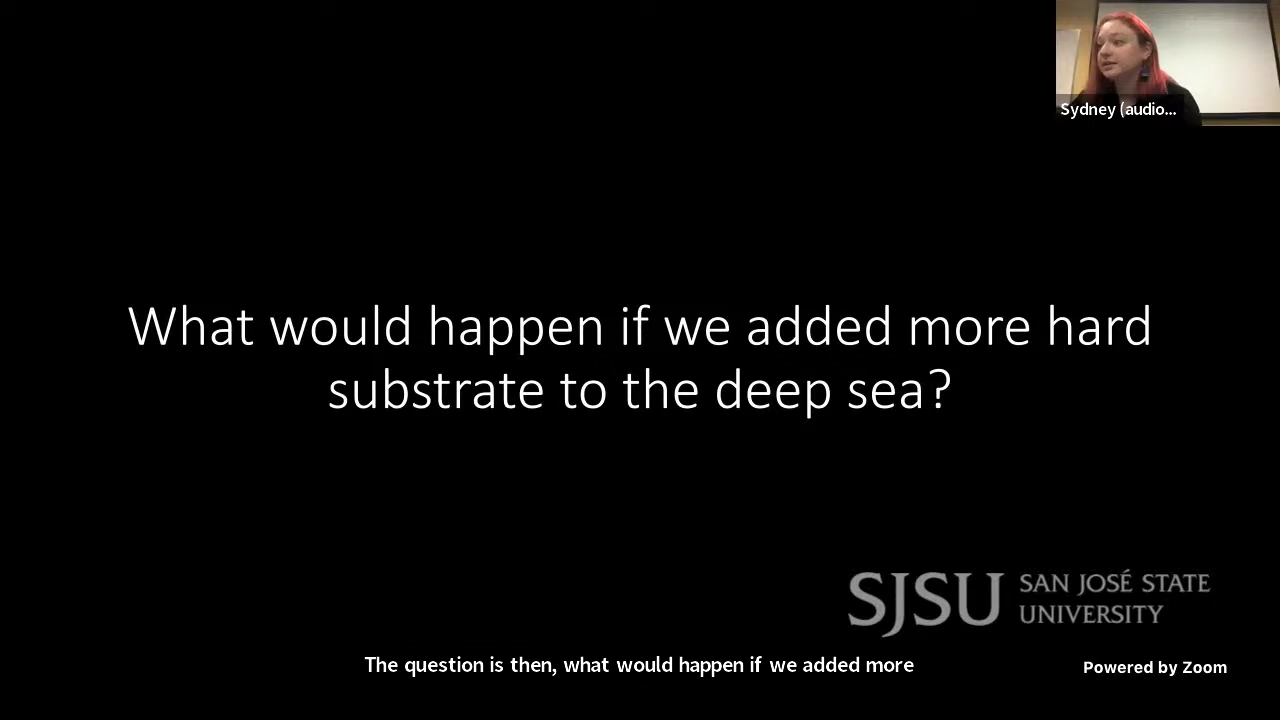 Sydney (audio...
What would happen if we added more hard
substrate to the deep sea?
SJSU SAN JOSÉ STATE
UNIVERSITY
The question is then, what would happen if we added more
Powered by Zoom